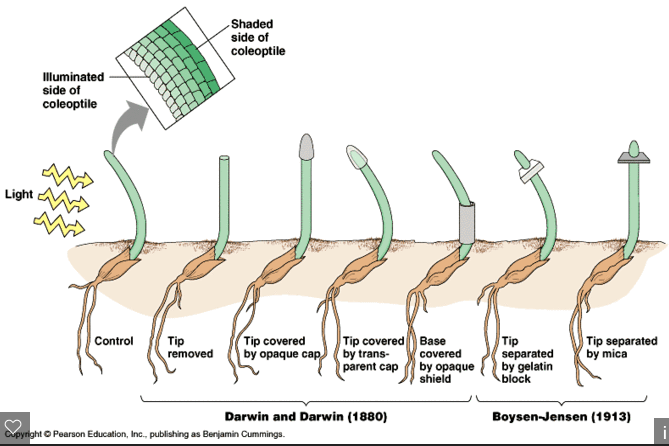 Shaded
side of
coleoptile
Illuminated
side of
coleoptile
Light
Control
Tip
removed
Tip covered
by opaque cap
Tip covered
by trans-
parent cap
Base
covered
by opaque
shield
Tip
separated
by gelatin
block
Tip separated
by mica
Darwin and Darwin (1880)
Boysen-Jensen (1913)
Copyright © Pearson Education, Inc., publishing as Benjamin Cummings.
i